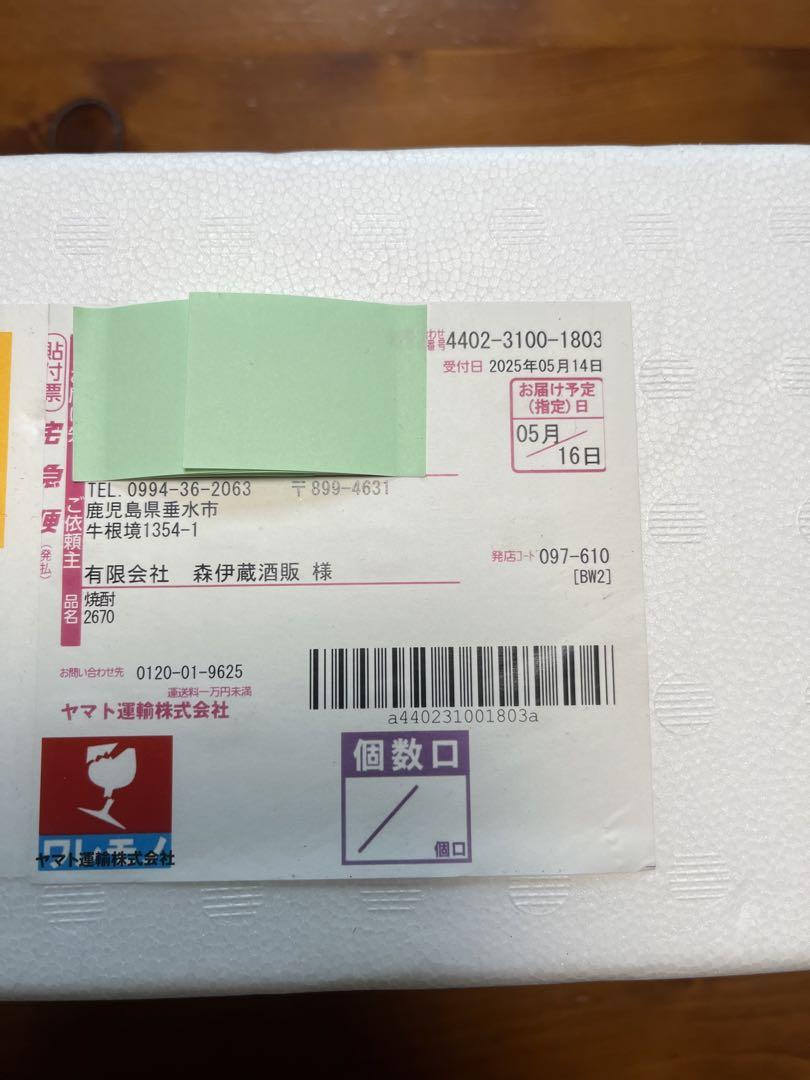 貼付票
宅急便
(発払)
番号 4402-3100-1803
受付日 2025年05月14日
お届け予定
(指定)日
05月
16日
TEL. 0994-36-2063 〒899-4631
ご依頼主
鹿児島県垂水市
牛根境1354-1
有限会社 森伊蔵酒販 様
発店コード 097-610
[BW2]
品名
焼酎
2670
お問い合わせ先 0120-01-9625
運送料一万円未満
ヤマト運輸株式会社
a440231001803a
個数口
個口
ワレモノ
ヤマト運輸株式会社